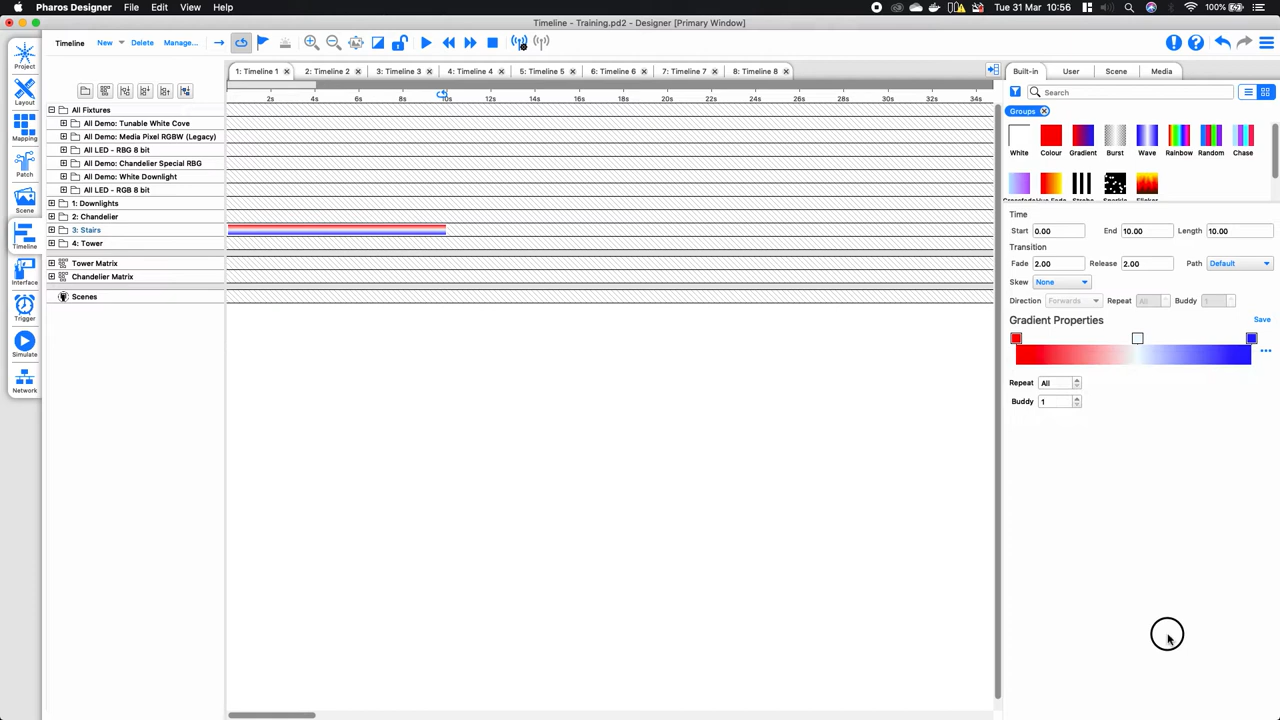 Pharos Designer File Edit View Help Tue 31 Mar 10:56 100%
Timeline - Training.pd2 - Designer [Primary Window]
Timeline New Delete Manage...
1: Timeline 1 2: Timeline 2 3: Timeline 3 4: Timeline 4 5: Timeline 5 6: Timeline 6 7: Timeline 7 8: Timeline 8
2s 4s 6s 8s 10s 12s 14s 16s 18s 20s 22s 24s 26s 28s 30s 32s 34s
Project
Layout
Mapping
Patch
Scene
Timeline
Interface
Trigger
Simulate
Network
All Fixtures
All Demo: Tunable White Cove
All Demo: Media Pixel RGBW (Legacy)
All LED - RBG 8 bit
All Demo: Chandelier Special RBG
All Demo: White Downlight
All LED - RGB 8 bit
1: Downlights
2: Chandelier
3: Stairs
4: Tower
Tower Matrix
Chandelier Matrix
Scenes
Built-in User Scene Media
Search
Groups
White Colour Gradient Burst Wave Rainbow Random Chase
Time
Start 0.00 End 10.00 Length 10.00
Transition
Fade 2.00 Release 2.00 Path Default
Skew None
Direction Forwards Repeat All Buddy 1
Gradient Properties Save
Repeat All
Buddy 1